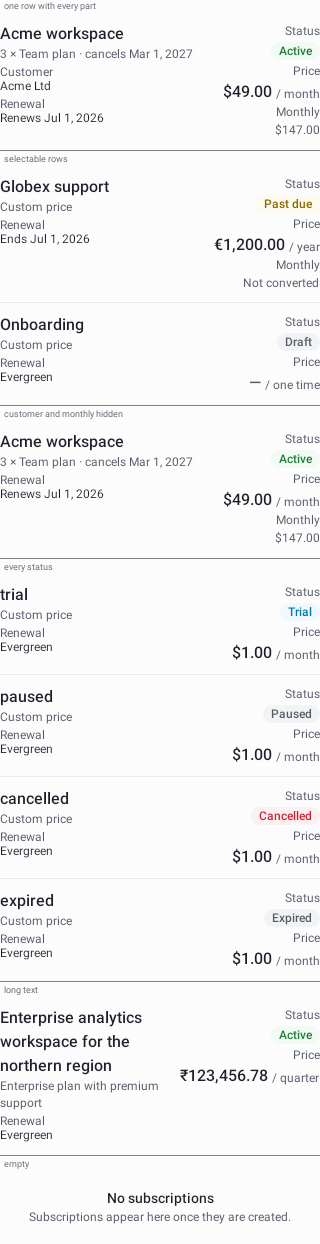 one row with every part
Acme workspace
3 × Team plan · cancels Mar 1, 2027
Customer
Acme Ltd
Renewal
Renews Jul 1, 2026
Status
Active
Price
$49.00 / month
Monthly
$147.00
selectable rows
Globex support
Custom price
Renewal
Ends Jul 1, 2026
Status
Past due
Price
€1,200.00 / year
Monthly
Not converted
Onboarding
Custom price
Renewal
Evergreen
Status
Draft
Price
— / one time
customer and monthly hidden
Acme workspace
3 × Team plan · cancels Mar 1, 2027
Renewal
Renews Jul 1, 2026
Status
Active
Price
$49.00 / month
Monthly
$147.00
every status
trial
Custom price
Renewal
Evergreen
Status
Trial
Price
$1.00 / month
paused
Custom price
Renewal
Evergreen
Status
Paused
Price
$1.00 / month
cancelled
Custom price
Renewal
Evergreen
Status
Cancelled
Price
$1.00 / month
expired
Custom price
Renewal
Evergreen
Status
Expired
Price
$1.00 / month
long text
Enterprise analytics
workspace for the
northern region
Enterprise plan with premium
support
Renewal
Evergreen
Status
Active
Price
₹123,456.78 / quarter
empty
No subscriptions
Subscriptions appear here once they are created.